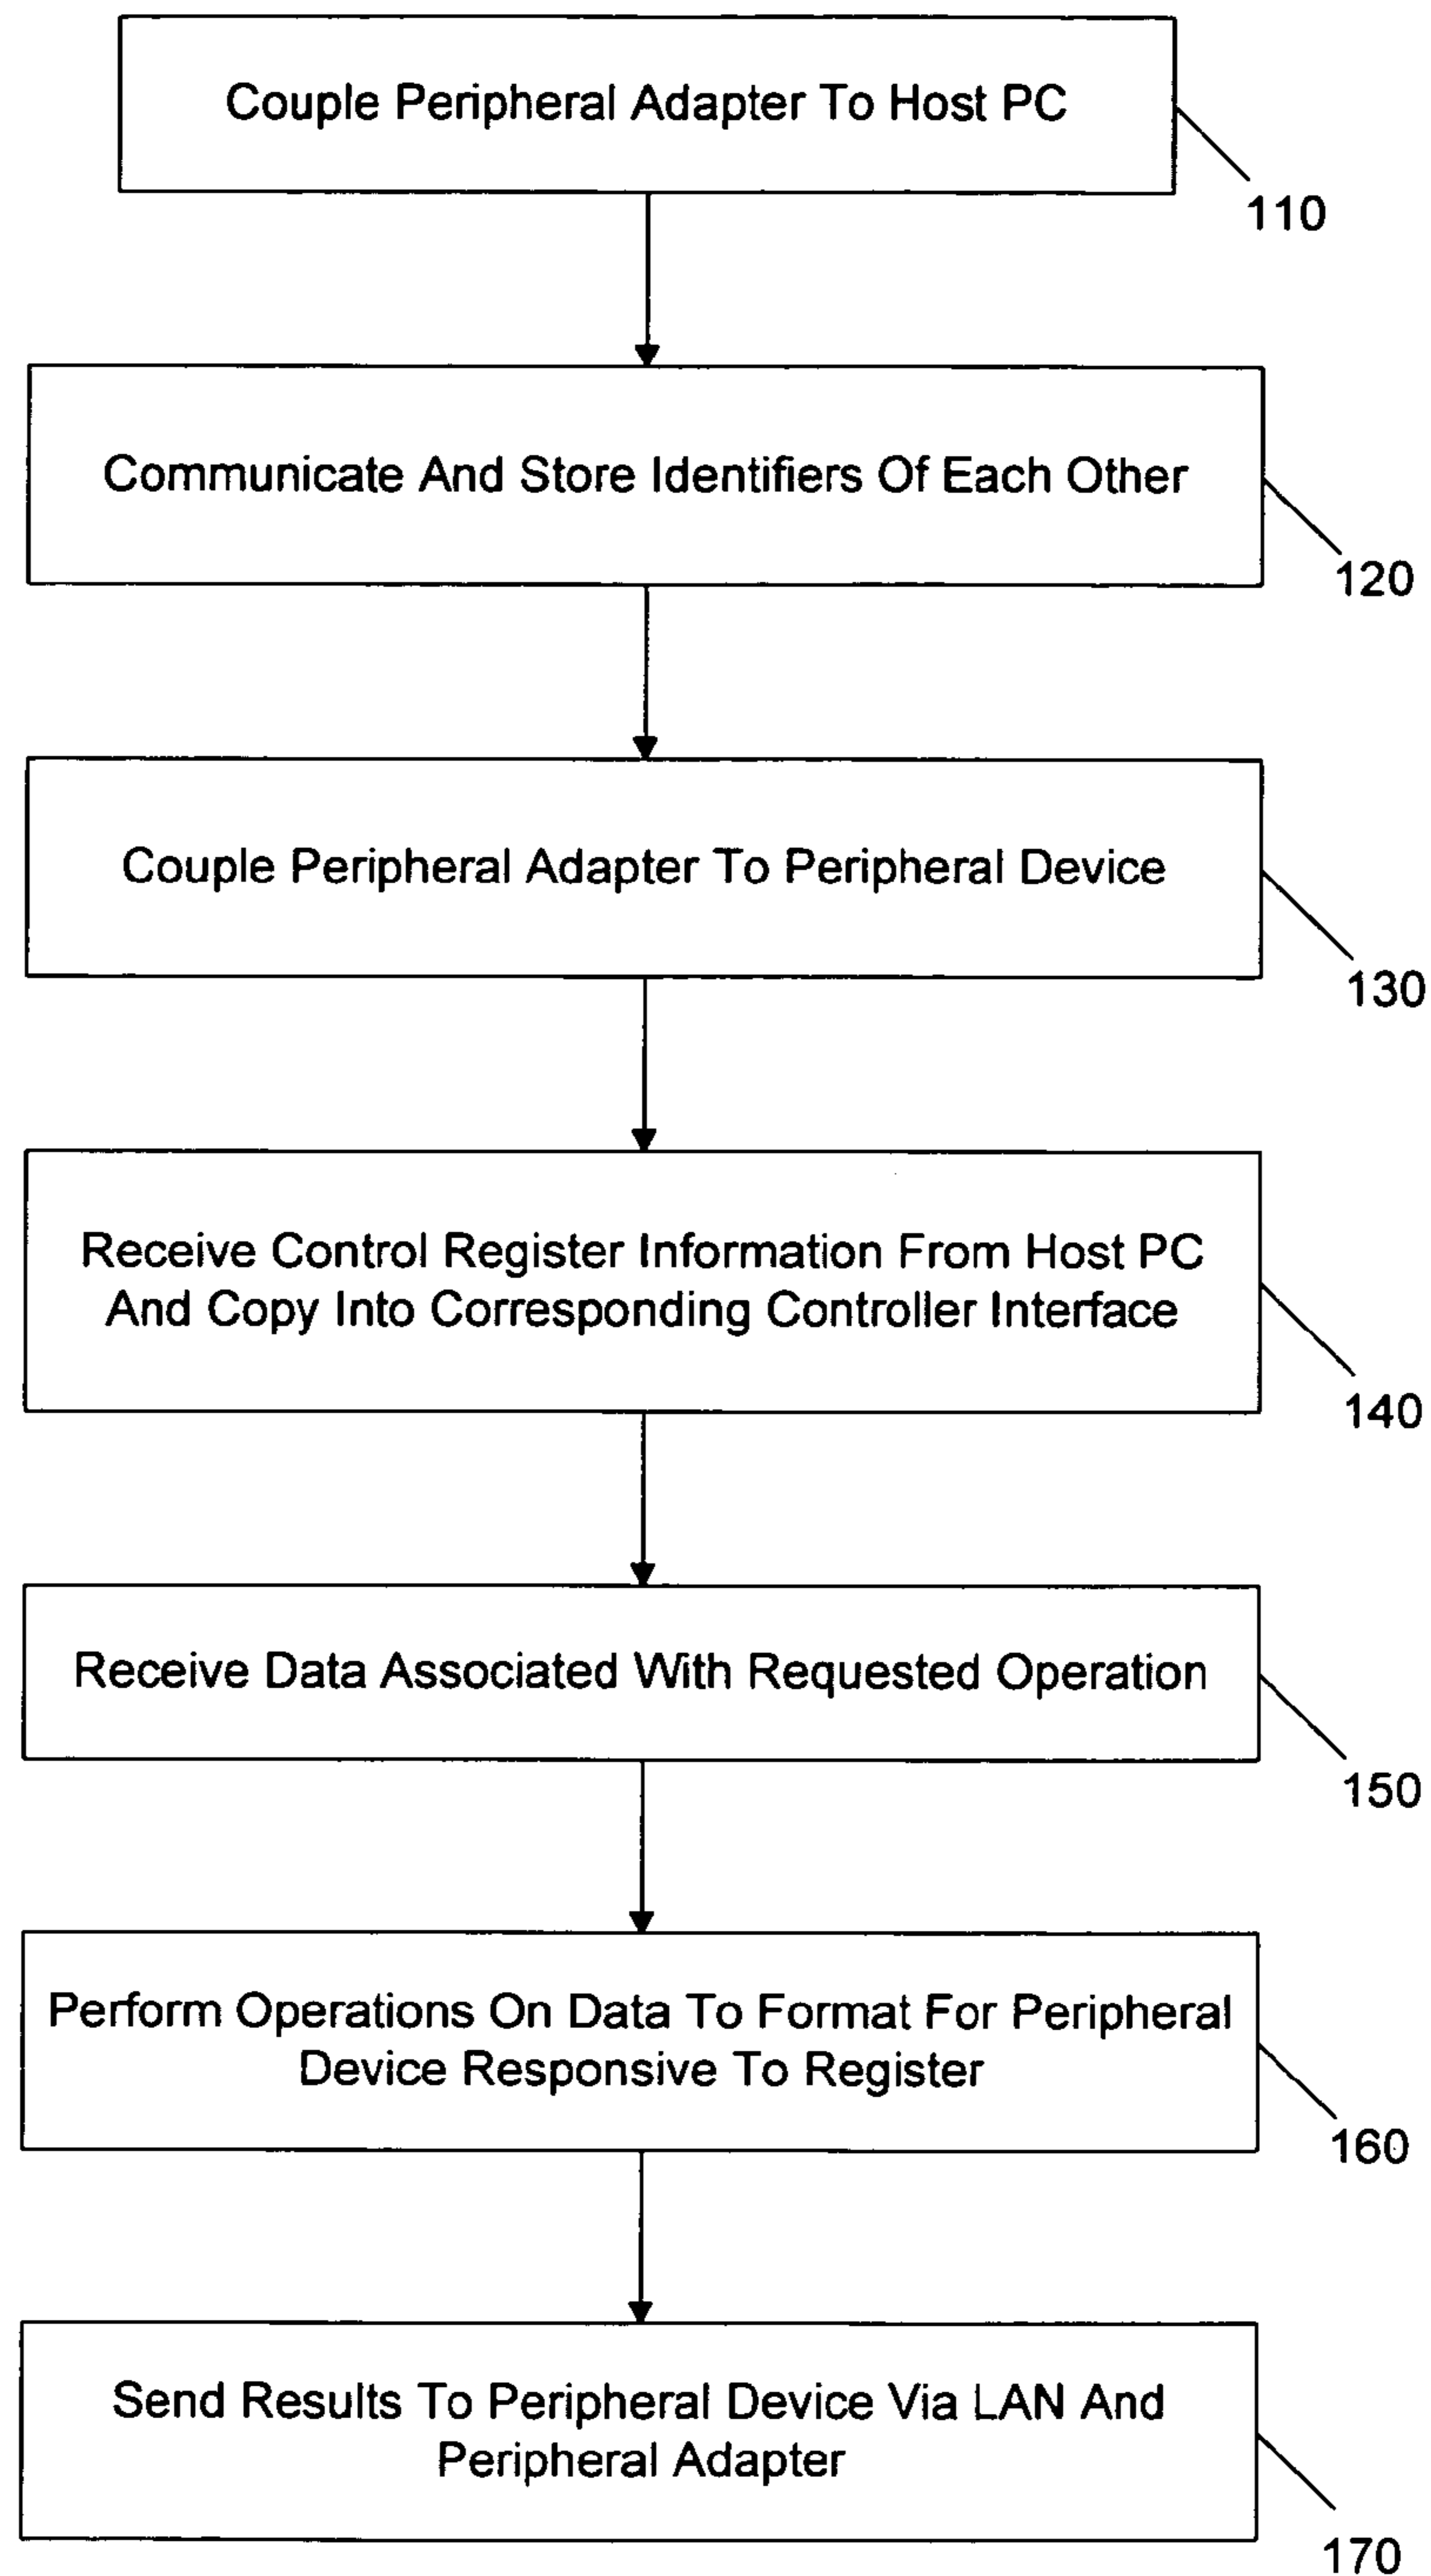 Couple Peripheral Adapter To Host PC
110
Communicate And Store Identifiers Of Each Other
120
Couple Peripheral Adapter To Peripheral Device
130
Receive Control Register Information From Host PC
And Copy Into Corresponding Controller Interface
140
Receive Data Associated With Requested Operation
150
Perform Operations On Data To Format For Peripheral
Device Responsive To Register
160
Send Results To Peripheral Device Via LAN And
Peripheral Adapter
170